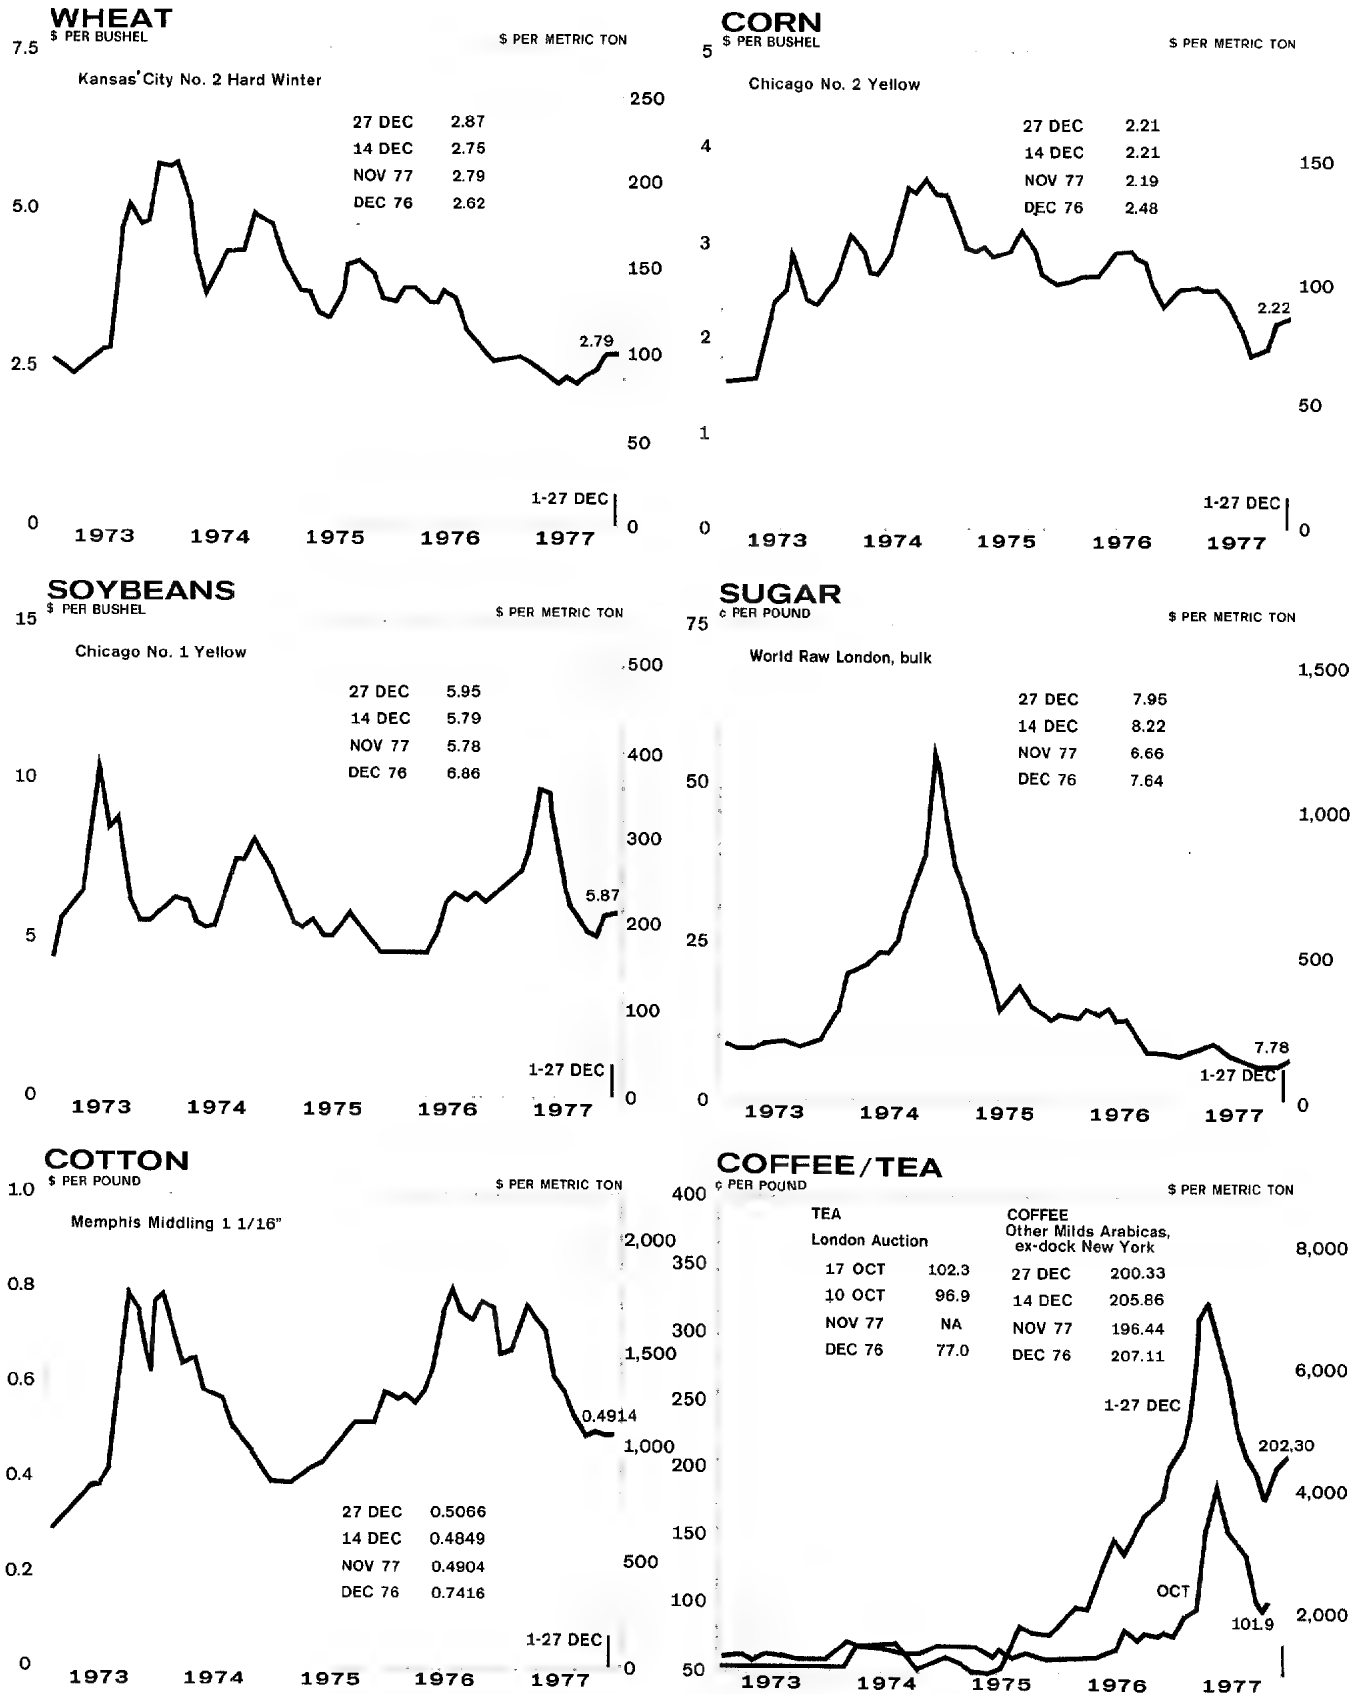 WHEAT
$ PER BUSHEL
$ PER METRIC TON
7.5
Kansas City No. 2 Hard Winter
250
27 DEC 2.87
14 DEC 2.75
NOV 77 2.79
DEC 76 2.62
200
5.0
150
2.79
100
2.5
50
1-27 DEC
0
0
1973 1974 1975 1976 1977
CORN
$ PER BUSHEL
$ PER METRIC TON
5
Chicago No. 2 Yellow
27 DEC 2.21
14 DEC 2.21
NOV 77 2.19
DEC 76 2.48
4
150
3
100
2.22
2
50
1
1-27 DEC
0
0
1973 1974 1975 1976 1977
SOYBEANS
$ PER BUSHEL
$ PER METRIC TON
15
Chicago No. 1 Yellow
500
27 DEC 5.95
14 DEC 5.79
NOV 77 5.78
DEC 76 6.86
400
10
300
5.87
200
5
100
1-27 DEC
0
0
1973 1974 1975 1976 1977
SUGAR
¢ PER POUND
$ PER METRIC TON
75
World Raw London, bulk
1,500
27 DEC 7.95
14 DEC 8.22
NOV 77 6.66
DEC 76 7.64
50
1,000
25
500
7.78
1-27 DEC
0
0
1973 1974 1975 1976 1977
COTTON
$ PER POUND
$ PER METRIC TON
1.0
Memphis Middling 1 1/16"
2,000
0.8
1,500
0.6
0.4914
1,000
0.4
27 DEC 0.5066
14 DEC 0.4849
NOV 77 0.4904
DEC 76 0.7416
500
0.2
1-27 DEC
0
0
1973 1974 1975 1976 1977
COFFEE/TEA
¢ PER POUND
$ PER METRIC TON
400
TEA
London Auction
17 OCT 102.3
10 OCT 96.9
NOV 77 NA
DEC 76 77.0
COFFEE
Other Milds Arabicas,
ex-dock New York
27 DEC 200.33
14 DEC 205.86
NOV 77 196.44
DEC 76 207.11
8,000
350
300
6,000
250
1-27 DEC
202.30
200
4,000
150
OCT
100
101.9
2,000
50
1973 1974 1975 1976 1977